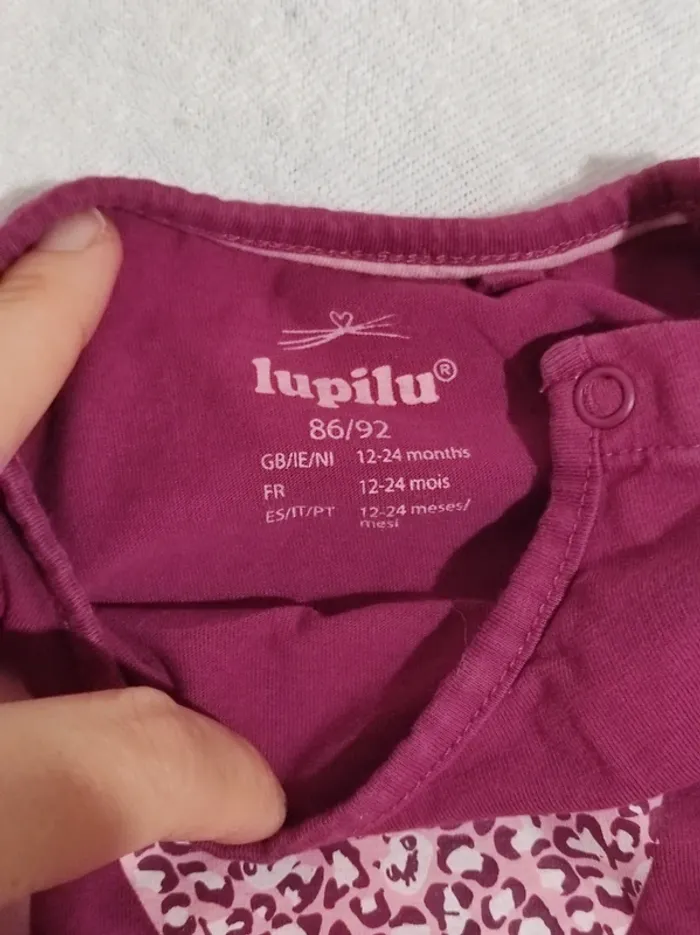 lupilu®
86/92
GB/IE/NI 12-24 months
FR 12-24 mois
ES/IT/PT 12-24 meses/
mesi